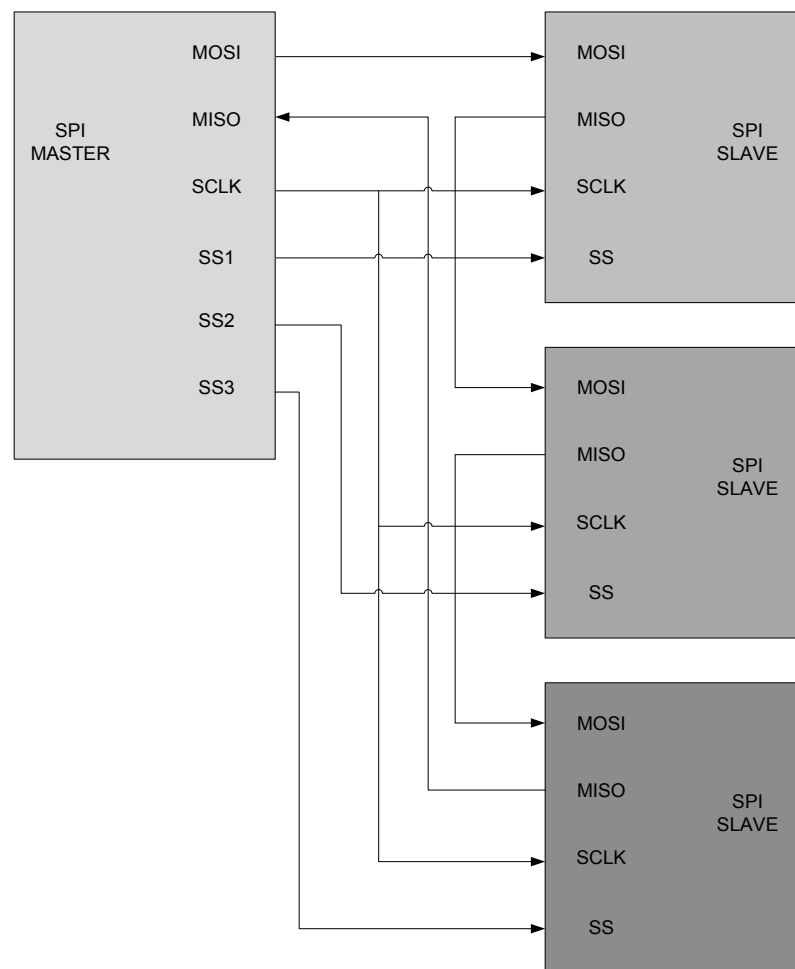 SPI
MASTER
MOSI
MISO
SCLK
SS1
SS2
SS3
MOSI
MISO
SCLK
SS
SPI
SLAVE
MOSI
MISO
SCLK
SS
SPI
SLAVE
MOSI
MISO
SCLK
SS
SPI
SLAVE